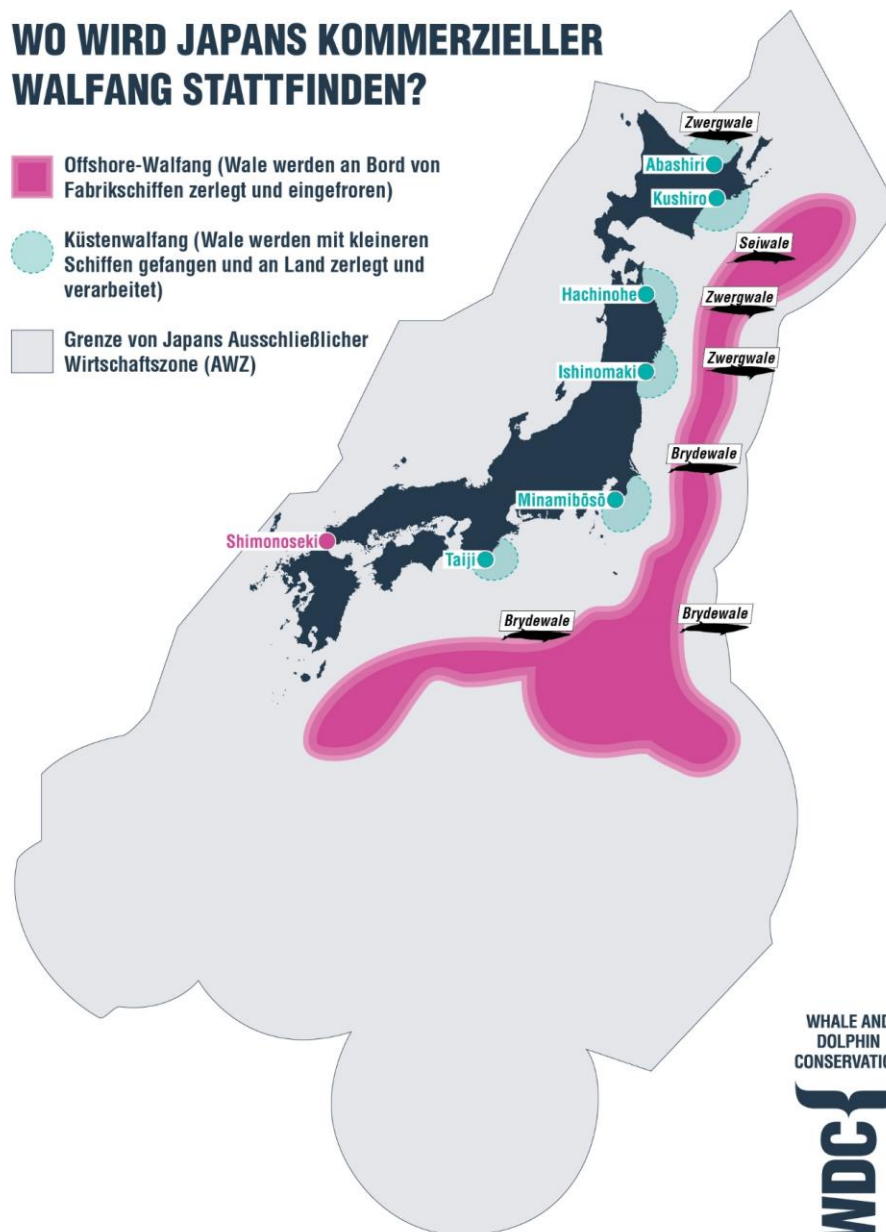 WO WIRD JAPANS KOMMERZIELLER
WALFANG STATTFINDEN?
Offshore-Walfang (Wale werden an Bord von
Fabrikschiffen zerlegt und eingefroren)
Küstenwalfang (Wale werden mit kleineren
Schiffen gefangen und an Land zerlegt und
verarbeitet)
Grenze von Japans Ausschließlicher
Wirtschaftszone (AWZ)
Zwergwale
Abashiri
Kushiro
Seiwale
Hachinohe
Zwergwale
Zwergwale
Ishinomaki
Brydewale
Minamibōsō
Shimonoseki
Taiji
Brydewale
Brydewale
WHALE AND
DOLPHIN
CONSERVATIO
WDC